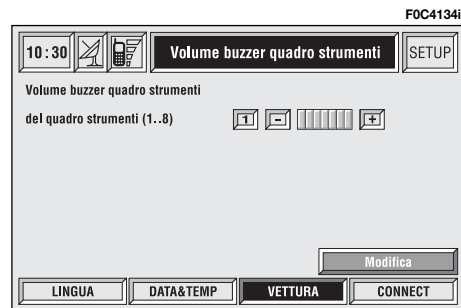 F0C4134i
10:30 Volume buzzer quadro strumenti SETUP
Volume buzzer quadro strumenti
del quadro strumenti (1..8) 1 - +
Modifica
LINGUA DATA&TEMP VETTURA CONNECT